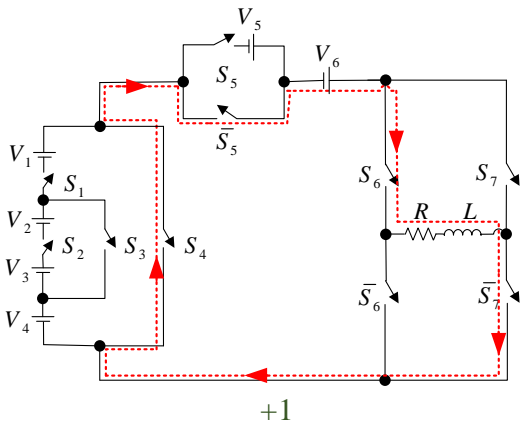 V₅
V₆
S₅
S̅₅
V₁
S₁
S₆
S₇
V₂
S₂
S₃
S₄
R
L
V₃
V₄
S̅₆
S̅₇
+1